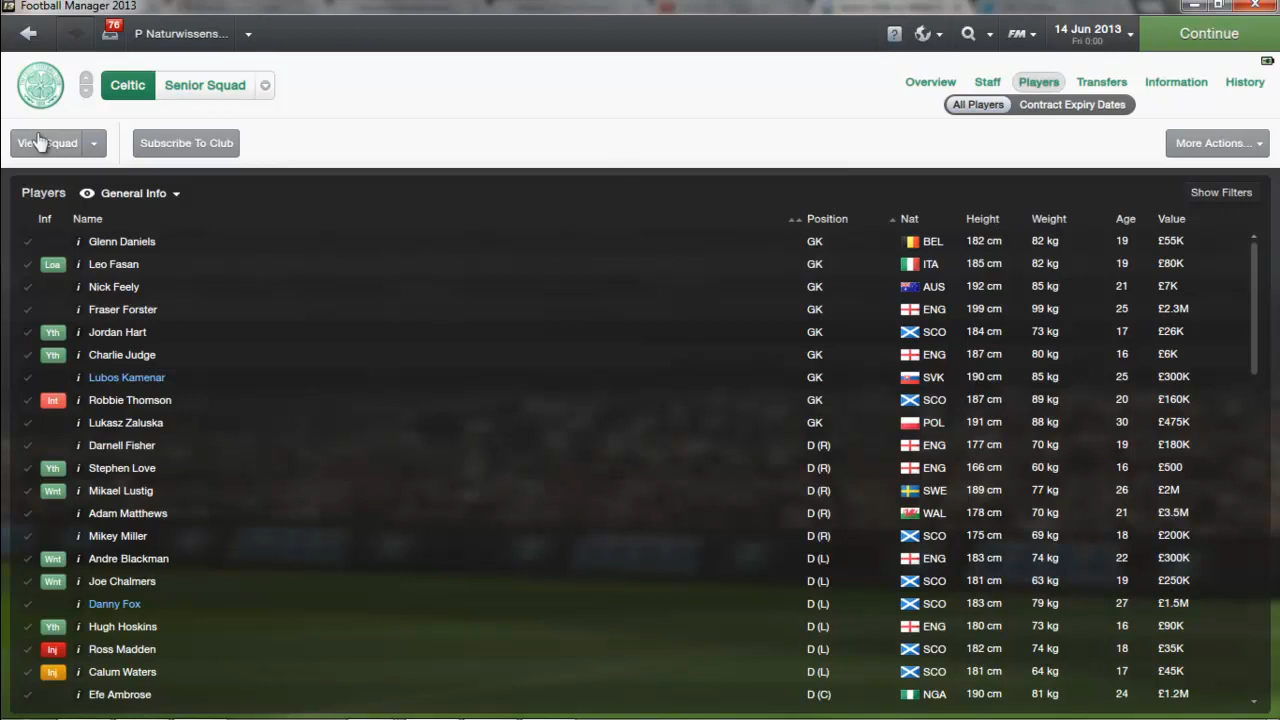 Football Manager 2013
76 P Naturwissens... ? FM 14 Jun 2013 Continue
Fri 0:00
Celtic Senior Squad Overview Staff Players Transfers Information History
All Players Contract Expiry Dates
View Squad Subscribe To Club More Actions...
Players General Info Show Filters
Inf Name Position Nat Height Weight Age Value
i Glenn Daniels GK BEL 182 cm 82 kg 19 £55K
Loa i Leo Fasan GK ITA 185 cm 82 kg 19 £80K
i Nick Feely GK AUS 192 cm 85 kg 21 £7K
i Fraser Forster GK ENG 199 cm 99 kg 25 £2.3M
Yth i Jordan Hart GK SCO 184 cm 73 kg 17 £26K
Yth i Charlie Judge GK ENG 187 cm 80 kg 16 £6K
i Lubos Kamenar GK SVK 190 cm 85 kg 25 £300K
Int i Robbie Thomson GK SCO 187 cm 89 kg 20 £160K
i Lukasz Zaluska GK POL 191 cm 88 kg 30 £475K
i Darnell Fisher D (R) ENG 177 cm 70 kg 19 £180K
Yth i Stephen Love D (R) ENG 166 cm 60 kg 16 £500
Wnt i Mikael Lustig D (R) SWE 189 cm 77 kg 26 £2M
i Adam Matthews D (R) WAL 178 cm 70 kg 21 £3.5M
i Mikey Miller D (R) SCO 175 cm 69 kg 18 £200K
Wnt i Andre Blackman D (L) ENG 183 cm 74 kg 22 £300K
Wnt i Joe Chalmers D (L) SCO 181 cm 63 kg 19 £250K
i Danny Fox D (L) SCO 183 cm 79 kg 27 £1.5M
Yth i Hugh Hoskins D (L) ENG 180 cm 73 kg 16 £90K
Inj i Ross Madden D (L) SCO 182 cm 74 kg 18 £35K
Inj i Calum Waters D (L) SCO 181 cm 64 kg 17 £45K
i Efe Ambrose D (C) NGA 190 cm 81 kg 24 £1.2M